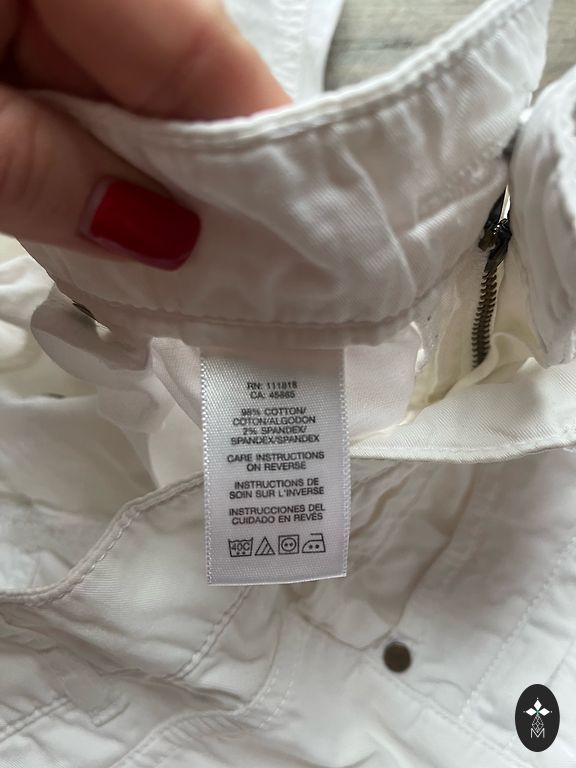 RN: 111818
CA: 45865
98% COTTON/
COTON/ALGODON
2% SPANDEX/
SPANDEX/SPANDEX
CARE INSTRUCTIONS
ON REVERSE
INSTRUCTIONS DE
SOIN SUR L'INVERSE
INSTRUCCIONES DEL
CUIDADO EN REVÉS
40C
M